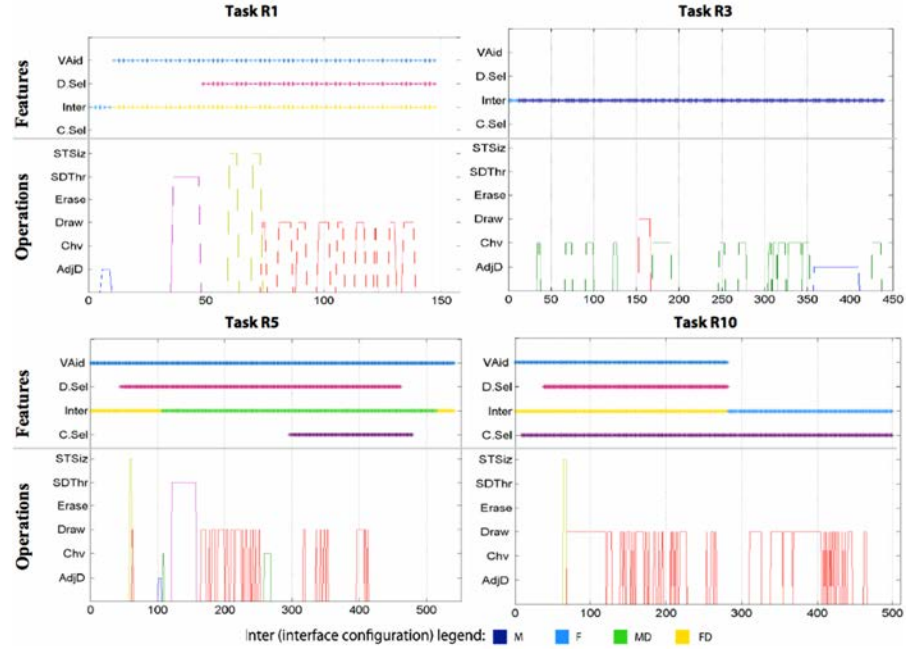 Task R1
Features
VAid
D.Sel
Inter
C.Sel
Operations
STSiz
SDThr
Erase
Draw
Chv
AdjD
0 50 100 150
Task R3
VAid
D.Sel
Inter
C.Sel
STSiz
SDThr
Erase
Draw
Chv
AdjD
0 50 100 150 200 250 300 350 400 450
Task R5
Features
VAid
D.Sel
Inter
C.Sel
Operations
STSiz
SDThr
Erase
Draw
Chv
AdjD
0 100 200 300 400 500
Task R10
VAid
D.Sel
Inter
C.Sel
STSiz
SDThr
Erase
Draw
Chv
AdjD
0 100 200 300 400 500
Inter (interface configuration) legend: M F MD FD